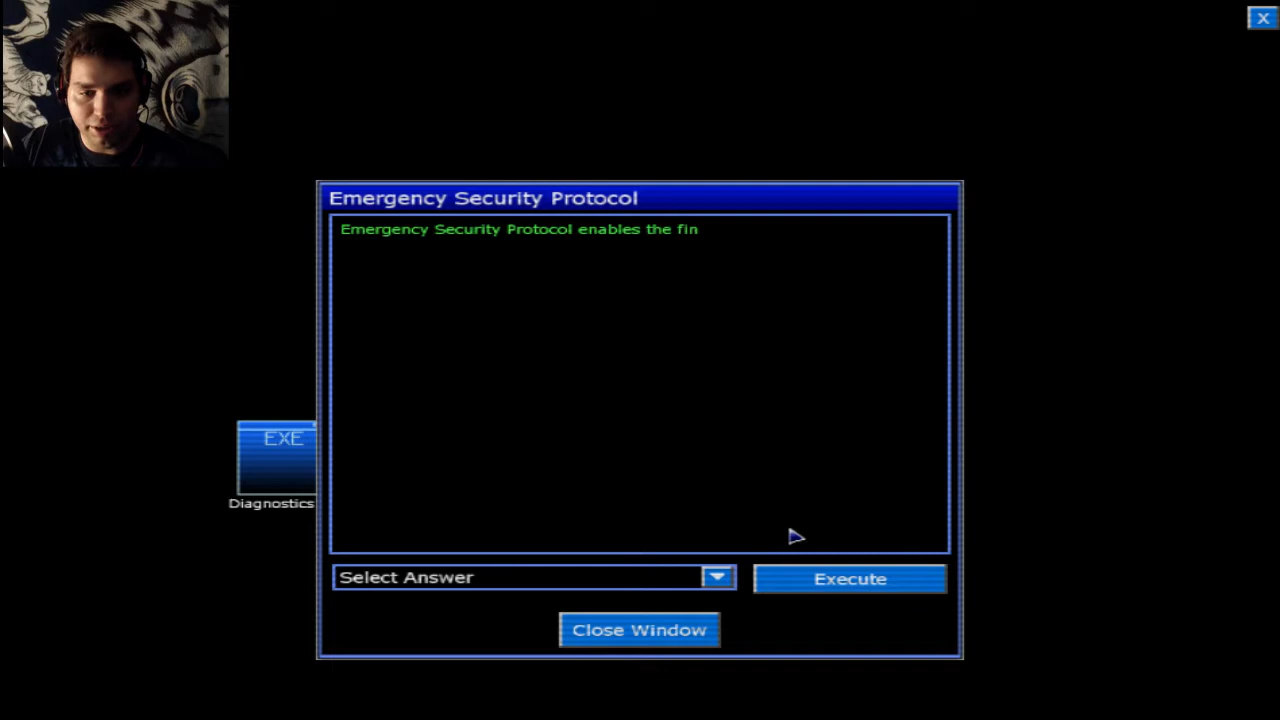 X
Emergency Security Protocol
Emergency Security Protocol enables the fin
EXE
Diagnostics
Select Answer
Execute
Close Window